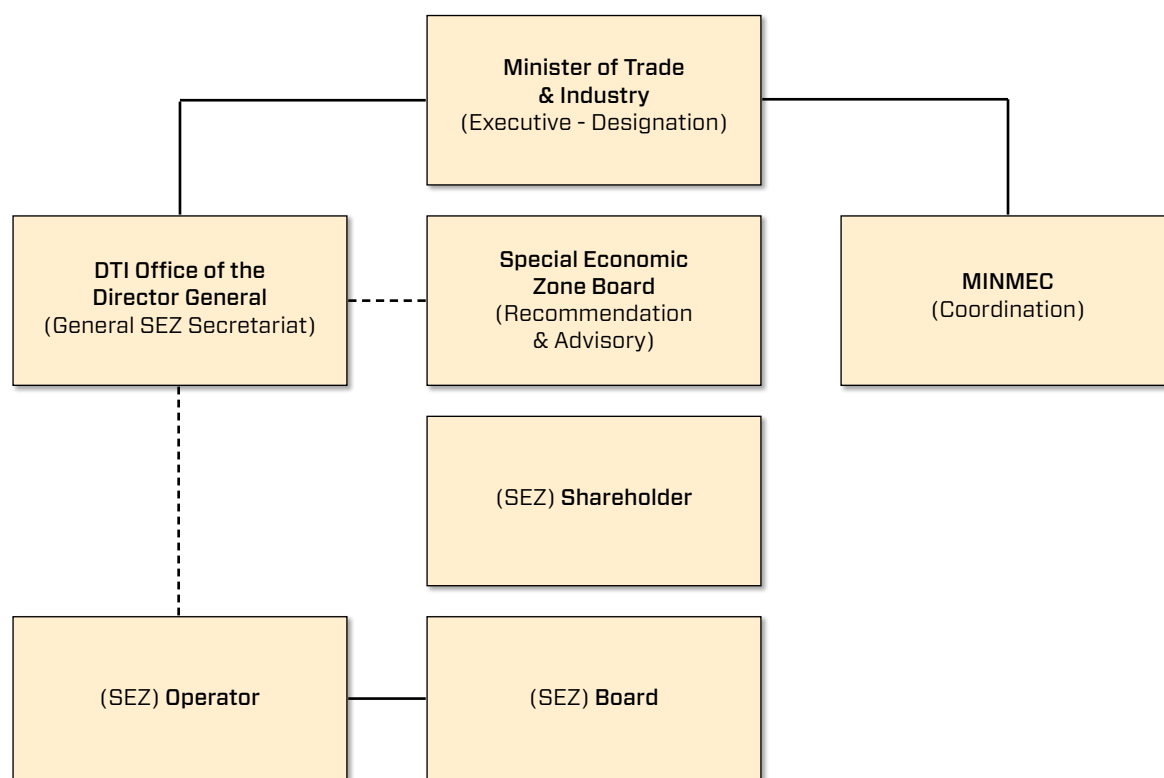 Minister of Trade
& Industry
(Executive - Designation)
DTI Office of the
Director General
(General SEZ Secretariat)
Special Economic
Zone Board
(Recommendation
& Advisory)
MINMEC
(Coordination)
(SEZ) Shareholder
(SEZ) Operator
(SEZ) Board